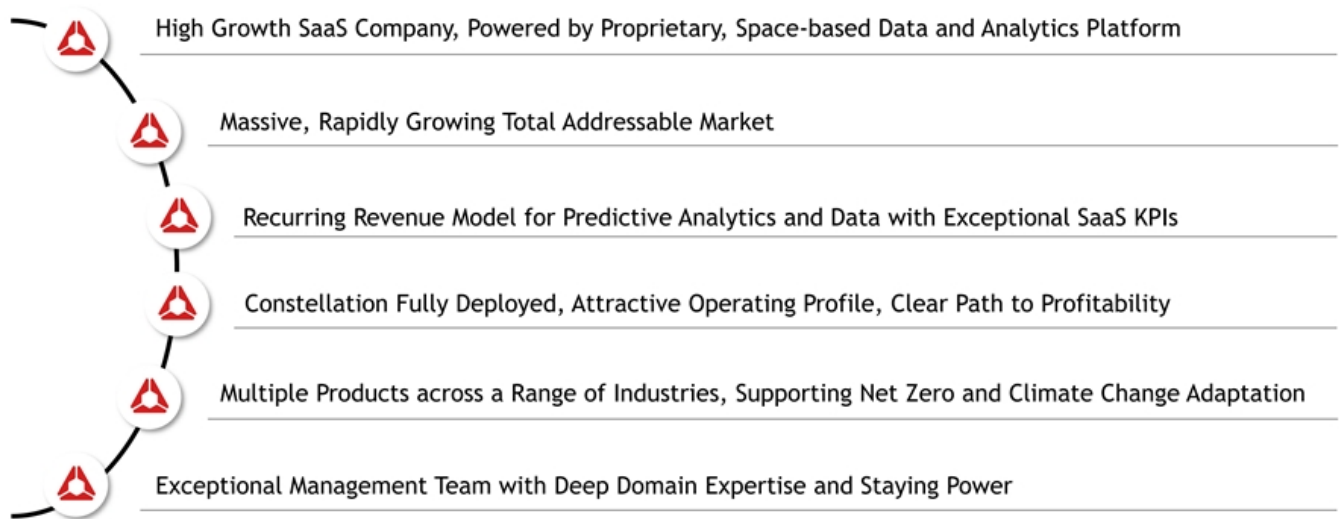 High Growth SaaS Company, Powered by Proprietary, Space-based Data and Analytics Platform
Massive, Rapidly Growing Total Addressable Market
Recurring Revenue Model for Predictive Analytics and Data with Exceptional SaaS KPIs
Constellation Fully Deployed, Attractive Operating Profile, Clear Path to Profitability
Multiple Products across a Range of Industries, Supporting Net Zero and Climate Change Adaptation
Exceptional Management Team with Deep Domain Expertise and Staying Power